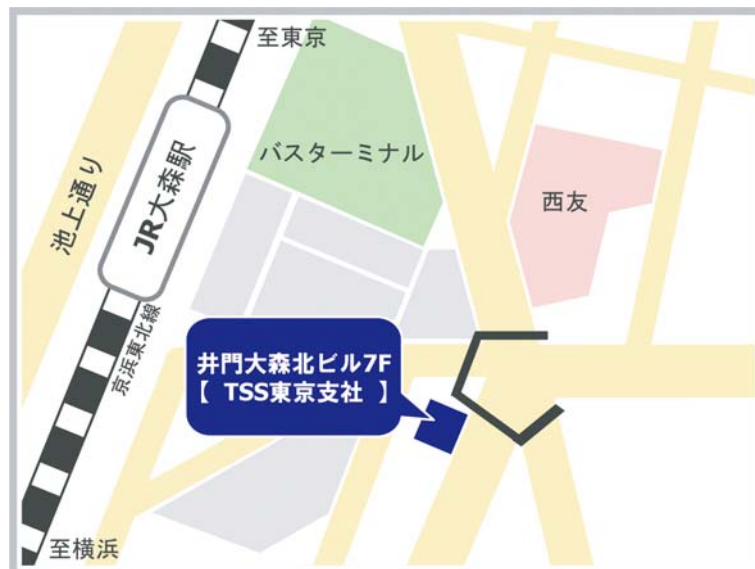 至東京
バスターミナル
JR大森駅
池上通り
西友
京浜東北線
井門大森北ビル7F
【 TSS東京支社 】
至横浜